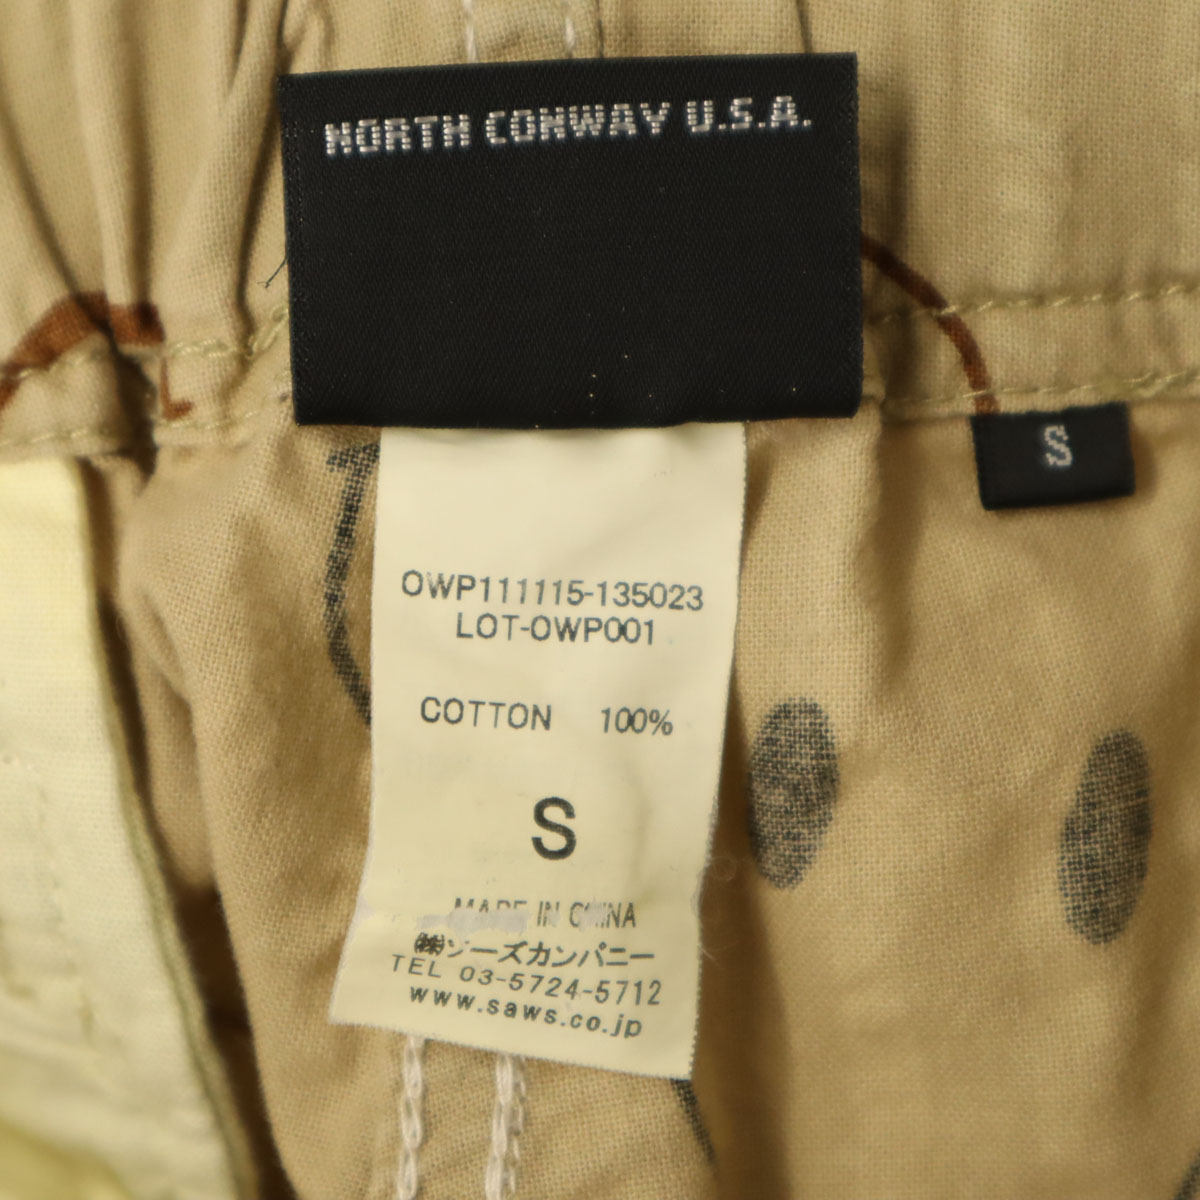 NORTH CONWAY U.S.A.
S
OWP111115-135023
LOT-OWP001
COTTON 100%
S
MADE IN CHINA
㈱ソーズカンパニー
TEL 03-5724-5712
www.saws.co.jp